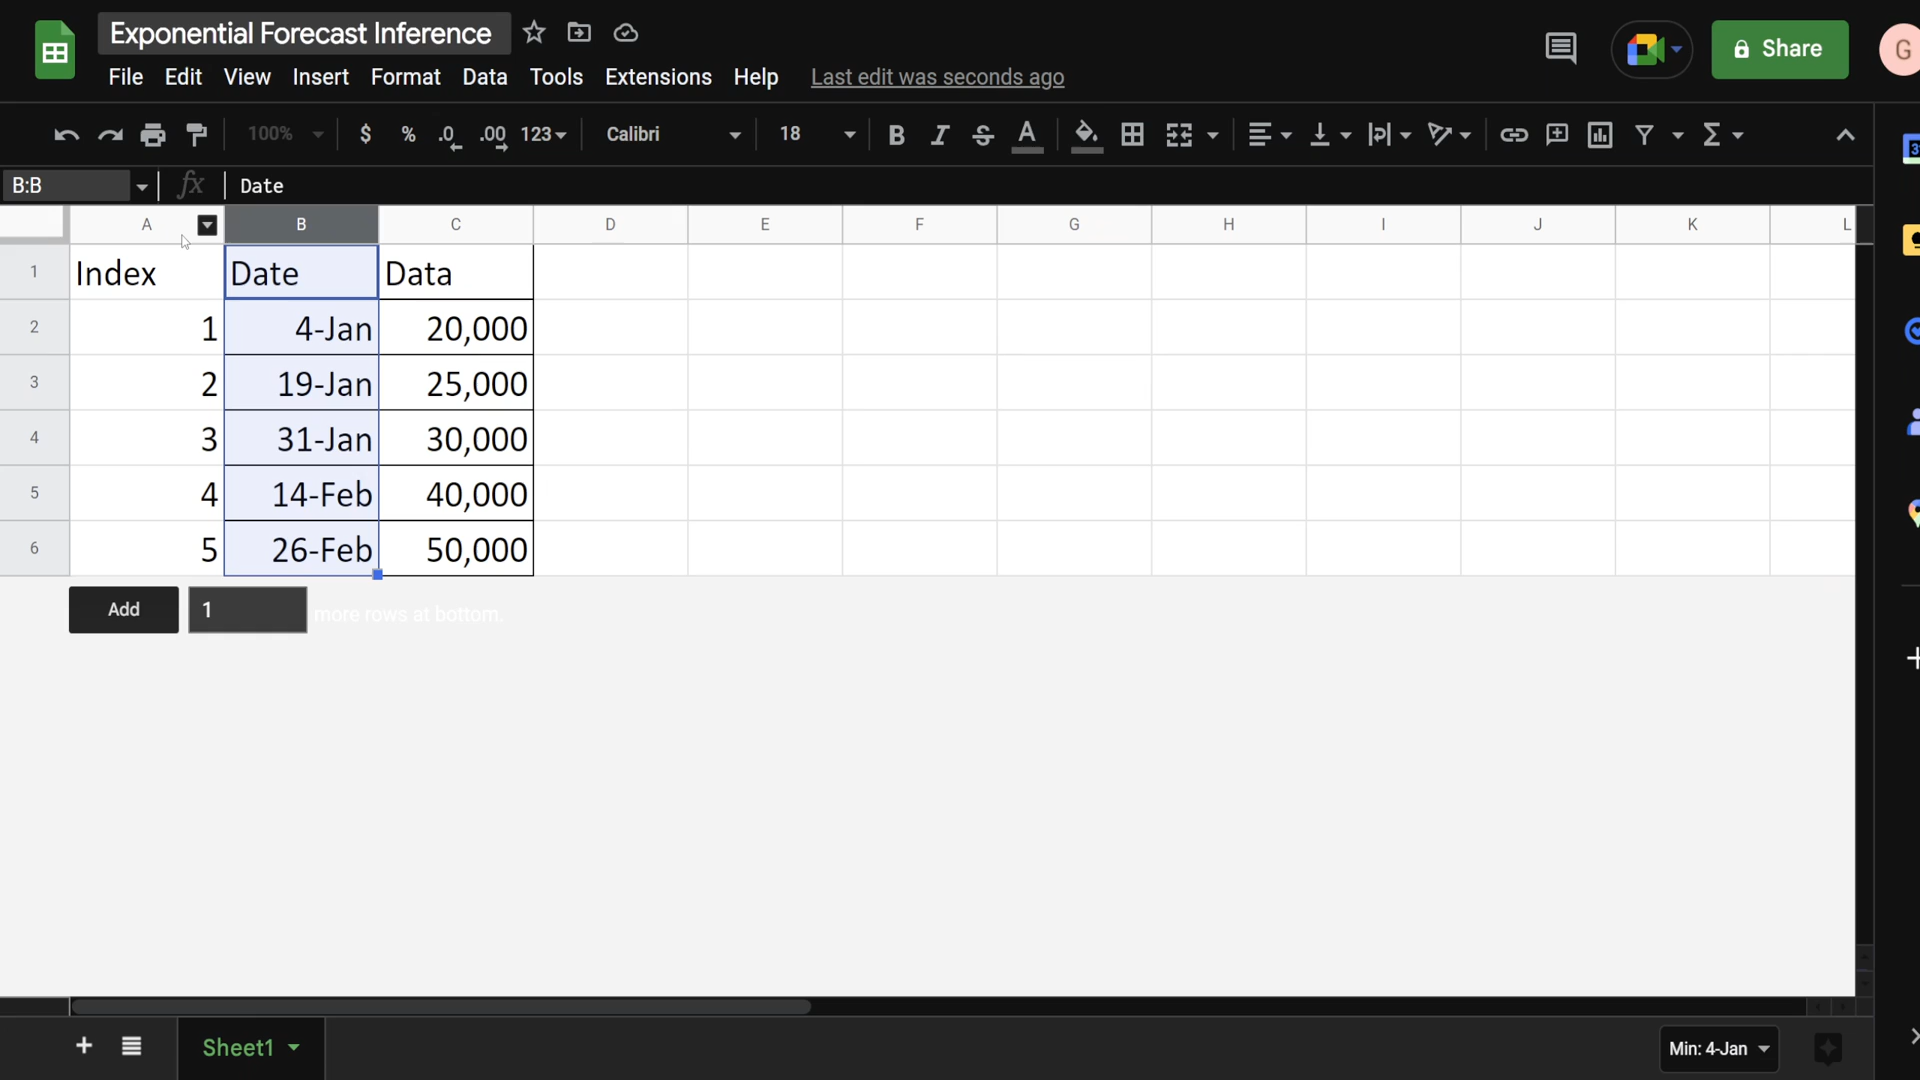 Exponential Forecast Inference
File Edit View Insert Format Data Tools Extensions Help Last edit was seconds ago
Share
G
100% $ % .0 .00 123 Calibri 18 B I S A Σ
B:B fx Date
A B C D E F G H I J K L
1 Index Date Data
2 1 4-Jan 20,000
3 2 19-Jan 25,000
4 3 31-Jan 30,000
5 4 14-Feb 40,000
6 5 26-Feb 50,000
Add 1 more rows at bottom.
Sheet1
Min: 4-Jan